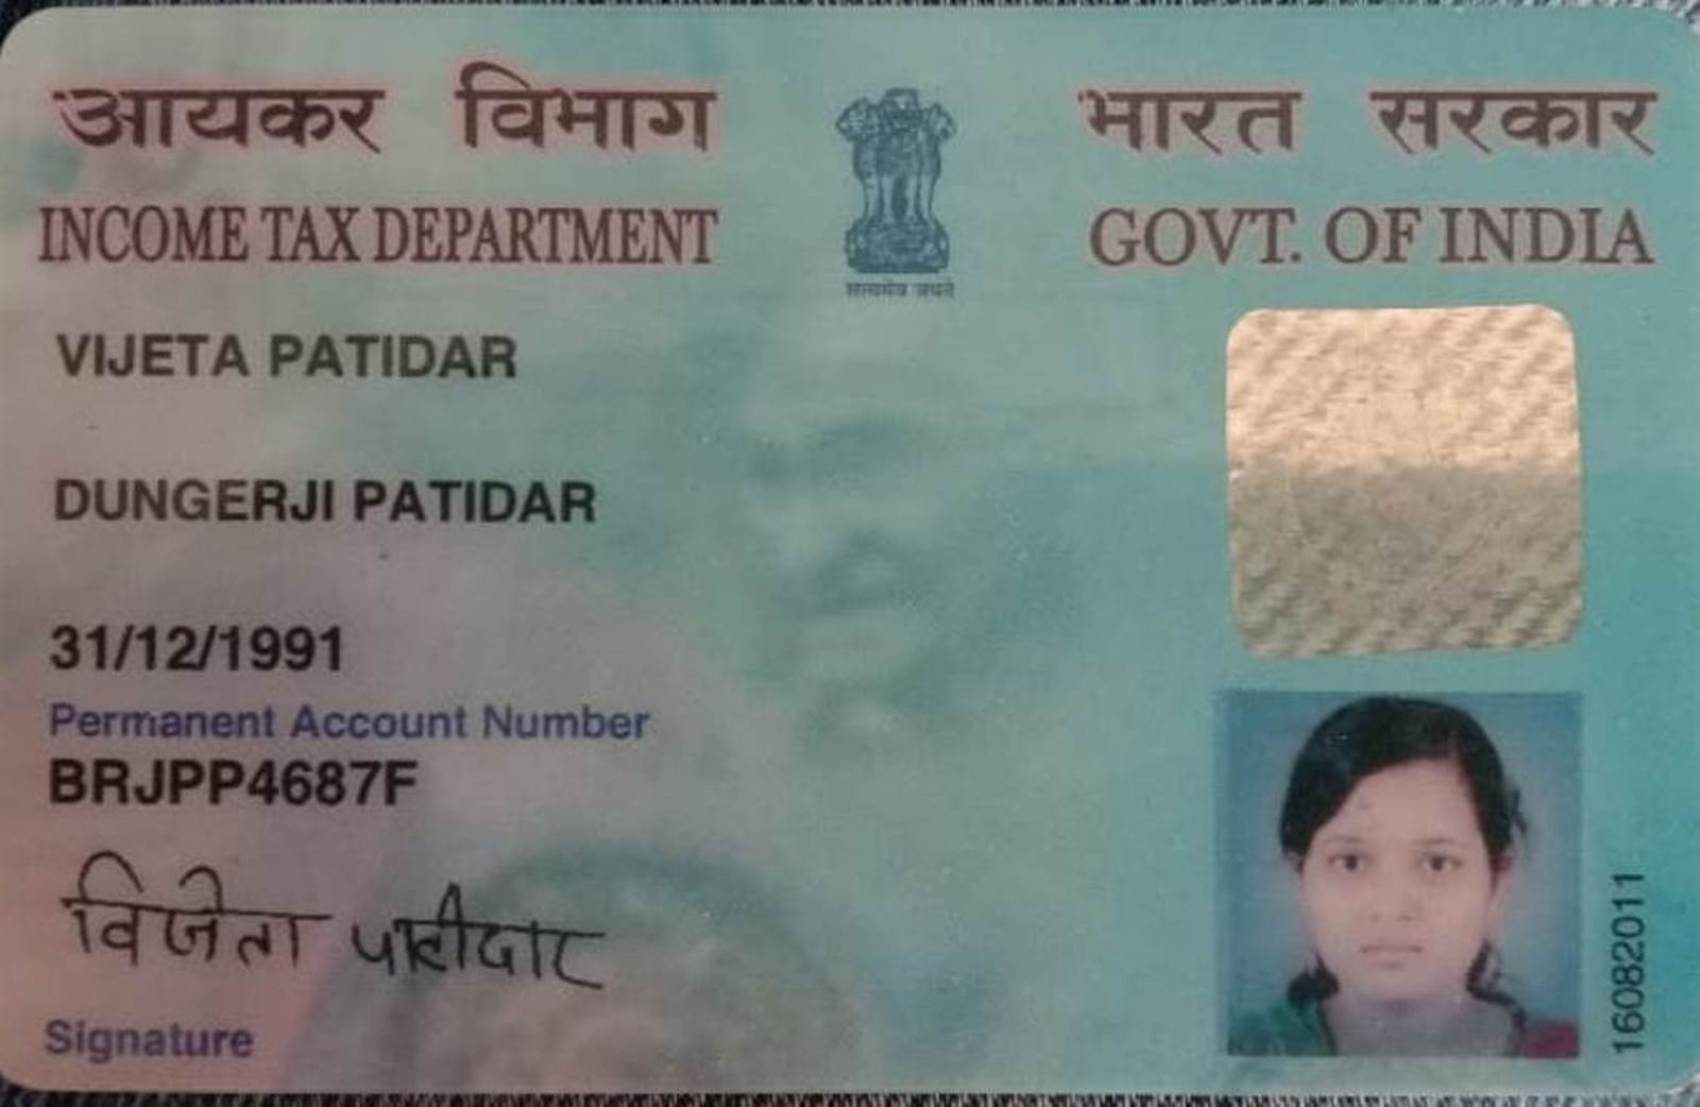 आयकर विभाग
INCOME TAX DEPARTMENT
सत्यमेव जयते
भारत सरकार
GOVT. OF INDIA
VIJETA PATIDAR
DUNGERJI PATIDAR
31/12/1991
Permanent Account Number
BRJPP4687F
विजेता पाटीदार
Signature
16082011